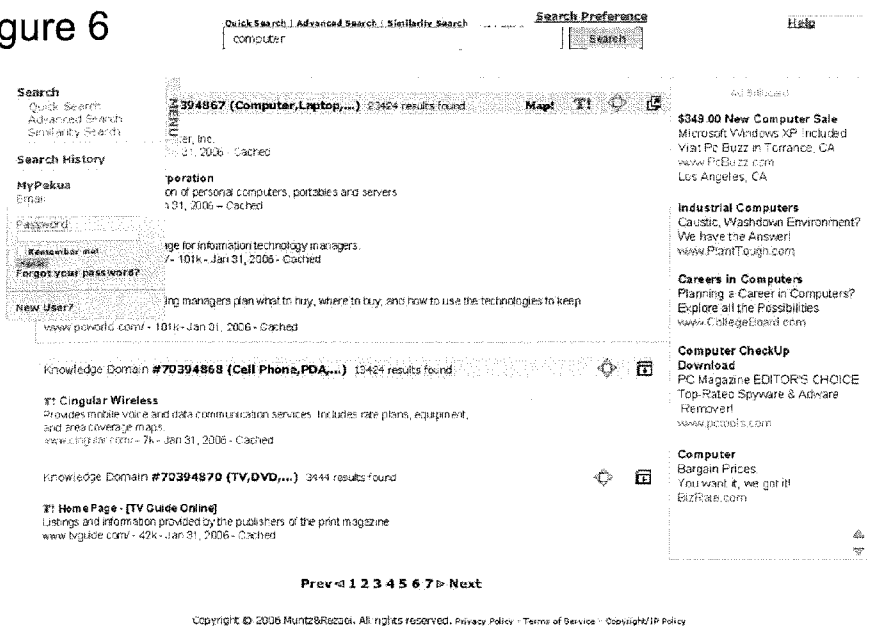 gure 6
Quick Search | Advanced Search | Similarity Search
Search Preference
Help
computer
Search
Search
Quick Search
Advanced Search
Similarity Search
Search History
MyPakua
Email
Password
Remember me!
Forgot your password?
New User?
MENU
394867 (Computer,Laptop,...) 23424 results found Map! T!
er, Inc.
31, 2006 - Cached
poration
on of personal computers, portables and servers
31, 2006 – Cached
age for information technology managers.
/- 101k - Jan 31, 2006 - Cached
ing managers plan what to buy, where to buy, and how to use the technologies to keep
www.pcworld.com/ - 101k - Jan 31, 2006 - Cached
Knowledge Domain #70394868 (Cell Phone,PDA,...) 13424 results found
T! Cingular Wireless
Provides mobile voice and data communication services. Includes rate plans, equipment,
and area coverage maps.
www.cingular.com/ - 7k - Jan 31, 2006 - Cached
Knowledge Domain #70394870 (TV,DVD,...) 3444 results found
T! Home Page - [TV Guide Online]
Listings and information provided by the publishers of the print magazine
www.tvguide.com/ - 42k - Jan 31, 2006 - Cached
Ad Billboard
$349.00 New Computer Sale
Microsoft Windows XP Included
Visit Pc Buzz in Torrance, CA
www.PcBuzz.com
Los Angeles, CA
Industrial Computers
Caustic, Washdown Environment?
We have the Answer!
www.PlantTough.com
Careers in Computers
Planning a Career in Computers?
Explore all the Possibilities
www.CollegeBoard.com
Computer CheckUp
Download
PC Magazine EDITOR'S CHOICE
Top-Rated Spyware & Adware
Remover!
www.pctools.com
Computer
Bargain Prices.
You want it, we got it!
BizRate.com
Prev 1 2 3 4 5 6 7 Next
Copyright © 2006 Muntz&Rezaei. All rights reserved. Privacy Policy - Terms of Service - Copyright/IP Policy